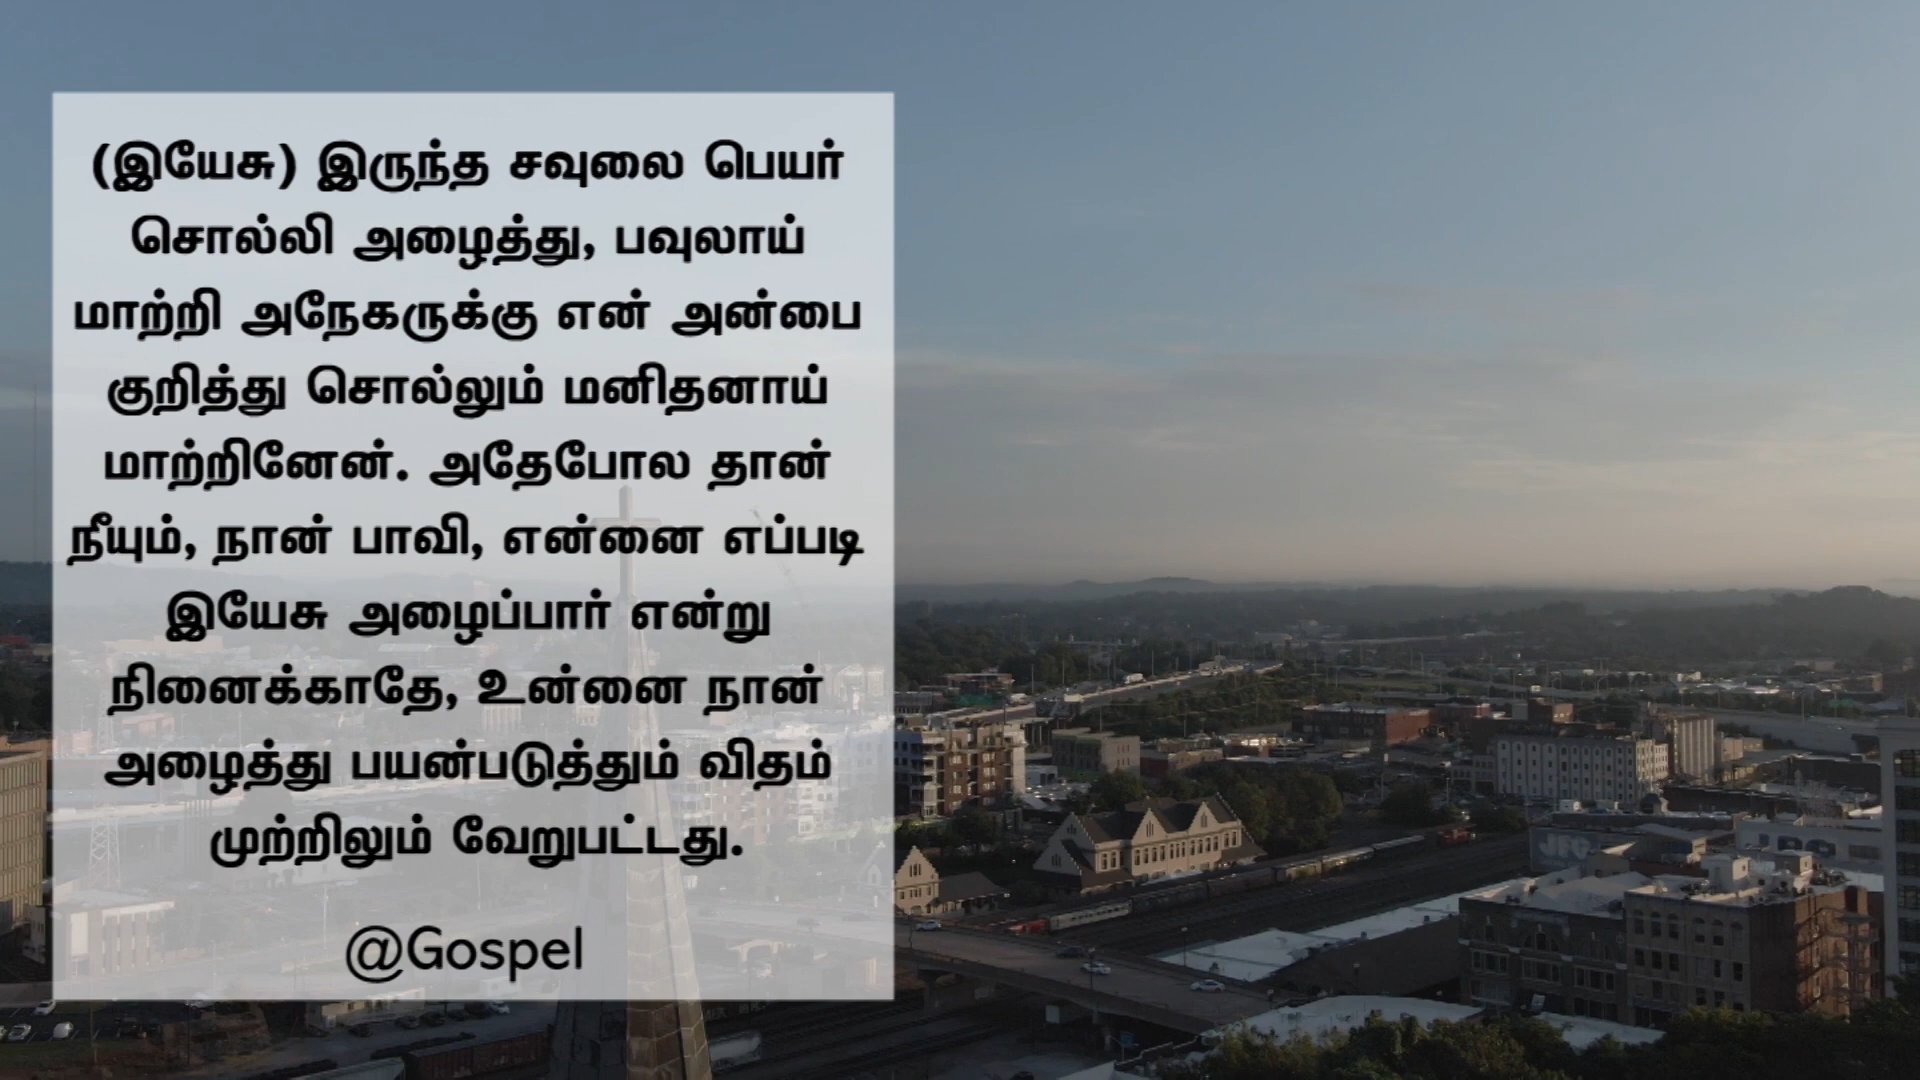 (இயேசு) இருந்த சவுலை பெயர்
சொல்லி அழைத்து, பவுலாய்
மாற்றி அநேகருக்கு என் அன்பை
குறித்து சொல்லும் மனிதனாய்
மாற்றினேன். அதேபோல தான்
நீயும், நான் பாவி, என்னை எப்படி
இயேசு அழைப்பார் என்று
நினைக்காதே, உன்னை நான்
அழைத்து பயன்படுத்தும் விதம்
முற்றிலும் வேறுபட்டது.
@Gospel
JFG